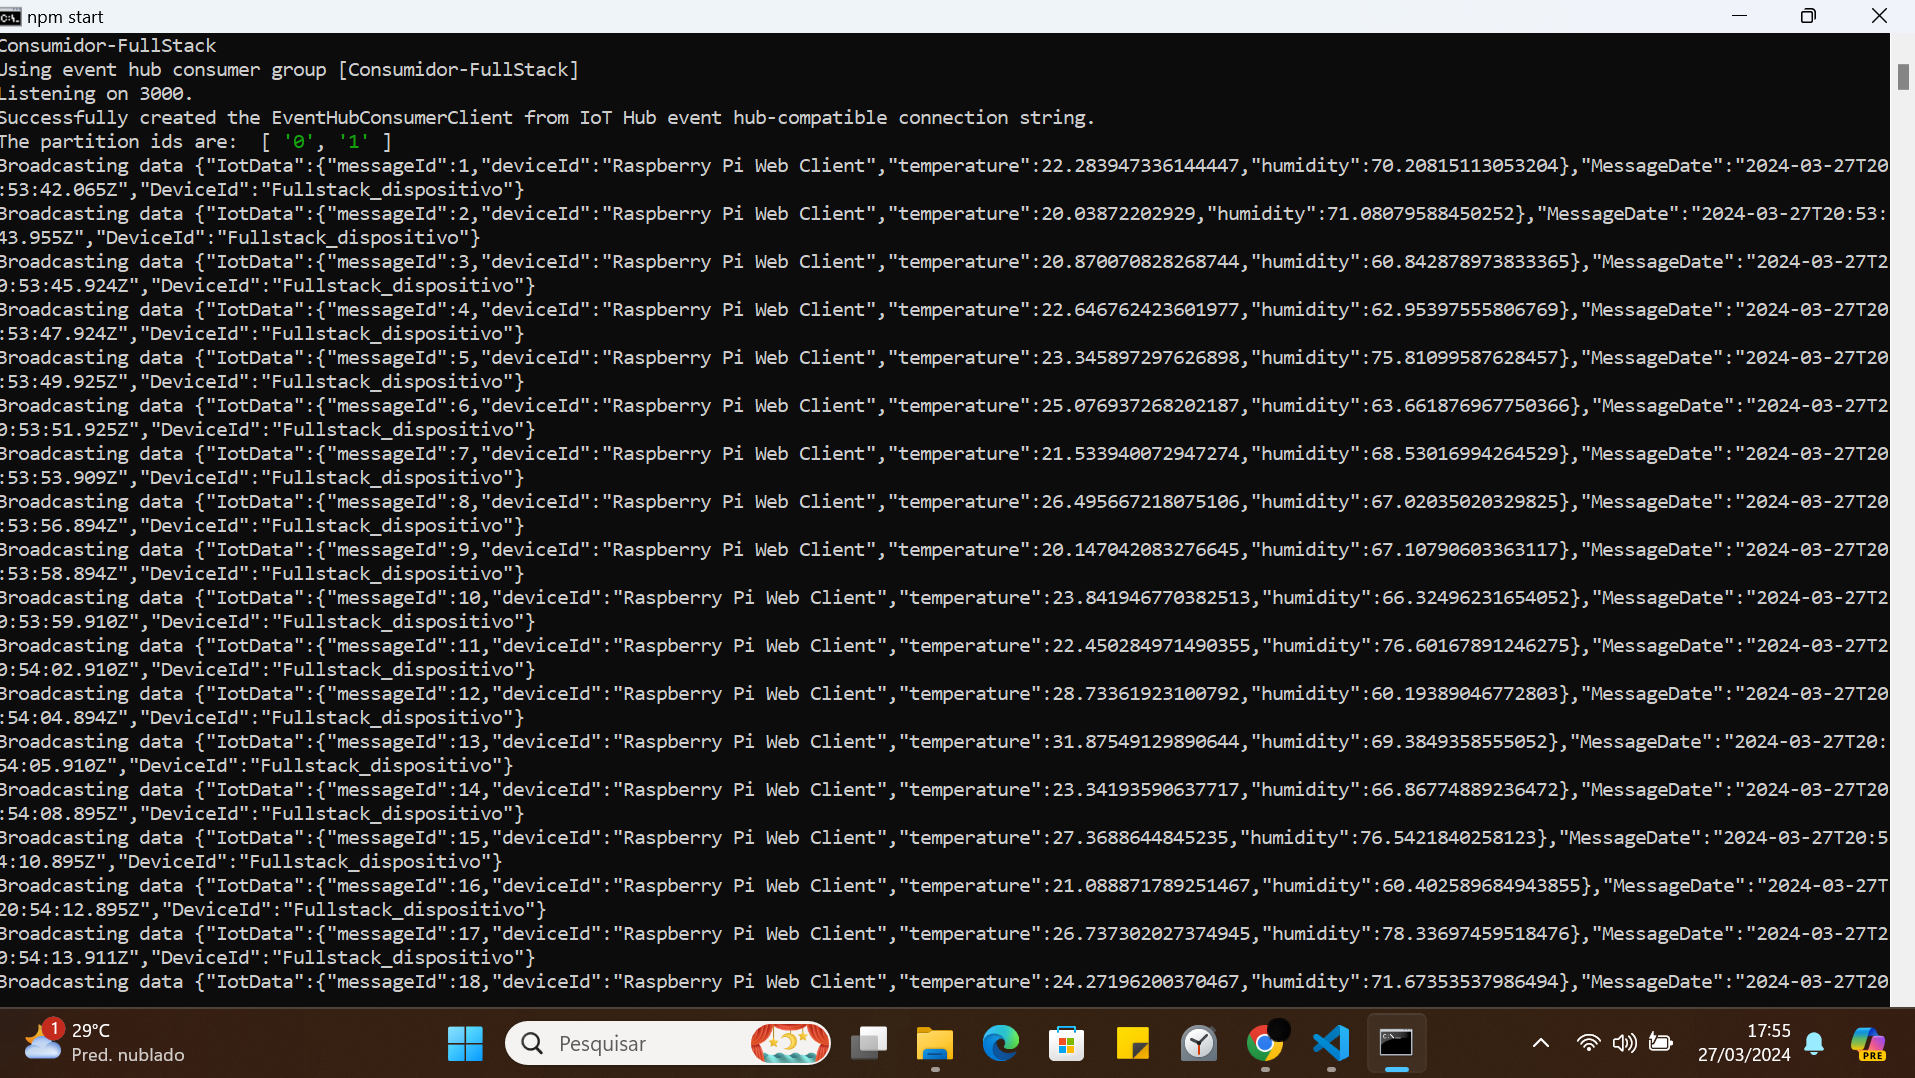 npm start
Consumidor-FullStack
Using event hub consumer group [Consumidor-FullStack]
Listening on 3000.
Successfully created the EventHubConsumerClient from IoT Hub event hub-compatible connection string.
The partition ids are:  [ '0', '1' ]
Broadcasting data {"IotData":{"messageId":1,"deviceId":"Raspberry Pi Web Client","temperature":22.283947336144447,"humidity":70.20815113053204},"MessageDate":"2024-03-27T20
:53:42.065Z","DeviceId":"Fullstack_dispositivo"}
Broadcasting data {"IotData":{"messageId":2,"deviceId":"Raspberry Pi Web Client","temperature":20.03872202929,"humidity":71.08079588450252},"MessageDate":"2024-03-27T20:53:
43.955Z","DeviceId":"Fullstack_dispositivo"}
Broadcasting data {"IotData":{"messageId":3,"deviceId":"Raspberry Pi Web Client","temperature":20.870070828268744,"humidity":60.842878973833365},"MessageDate":"2024-03-27T2
0:53:45.924Z","DeviceId":"Fullstack_dispositivo"}
Broadcasting data {"IotData":{"messageId":4,"deviceId":"Raspberry Pi Web Client","temperature":22.646762423601977,"humidity":62.95397555806769},"MessageDate":"2024-03-27T20
:53:47.924Z","DeviceId":"Fullstack_dispositivo"}
Broadcasting data {"IotData":{"messageId":5,"deviceId":"Raspberry Pi Web Client","temperature":23.345897297626898,"humidity":75.81099587628457},"MessageDate":"2024-03-27T20
:53:49.925Z","DeviceId":"Fullstack_dispositivo"}
Broadcasting data {"IotData":{"messageId":6,"deviceId":"Raspberry Pi Web Client","temperature":25.076937268202187,"humidity":63.661876967750366},"MessageDate":"2024-03-27T2
0:53:51.925Z","DeviceId":"Fullstack_dispositivo"}
Broadcasting data {"IotData":{"messageId":7,"deviceId":"Raspberry Pi Web Client","temperature":21.533940072947274,"humidity":68.53016994264529},"MessageDate":"2024-03-27T20
:53:53.909Z","DeviceId":"Fullstack_dispositivo"}
Broadcasting data {"IotData":{"messageId":8,"deviceId":"Raspberry Pi Web Client","temperature":26.495667218075106,"humidity":67.02035020329825},"MessageDate":"2024-03-27T20
:53:56.894Z","DeviceId":"Fullstack_dispositivo"}
Broadcasting data {"IotData":{"messageId":9,"deviceId":"Raspberry Pi Web Client","temperature":20.147042083276645,"humidity":67.10790603363117},"MessageDate":"2024-03-27T20
:53:58.894Z","DeviceId":"Fullstack_dispositivo"}
Broadcasting data {"IotData":{"messageId":10,"deviceId":"Raspberry Pi Web Client","temperature":23.841946770382513,"humidity":66.32496231654052},"MessageDate":"2024-03-27T2
0:53:59.910Z","DeviceId":"Fullstack_dispositivo"}
Broadcasting data {"IotData":{"messageId":11,"deviceId":"Raspberry Pi Web Client","temperature":22.450284971490355,"humidity":76.60167891246275},"MessageDate":"2024-03-27T2
0:54:02.910Z","DeviceId":"Fullstack_dispositivo"}
Broadcasting data {"IotData":{"messageId":12,"deviceId":"Raspberry Pi Web Client","temperature":28.73361923100792,"humidity":60.19389046772803},"MessageDate":"2024-03-27T20
:54:04.894Z","DeviceId":"Fullstack_dispositivo"}
Broadcasting data {"IotData":{"messageId":13,"deviceId":"Raspberry Pi Web Client","temperature":31.87549129890644,"humidity":69.3849358555052},"MessageDate":"2024-03-27T20:
54:05.910Z","DeviceId":"Fullstack_dispositivo"}
Broadcasting data {"IotData":{"messageId":14,"deviceId":"Raspberry Pi Web Client","temperature":23.34193590637717,"humidity":66.86774889236472},"MessageDate":"2024-03-27T20
:54:08.895Z","DeviceId":"Fullstack_dispositivo"}
Broadcasting data {"IotData":{"messageId":15,"deviceId":"Raspberry Pi Web Client","temperature":27.3688644845235,"humidity":76.5421840258123},"MessageDate":"2024-03-27T20:5
4:10.895Z","DeviceId":"Fullstack_dispositivo"}
Broadcasting data {"IotData":{"messageId":16,"deviceId":"Raspberry Pi Web Client","temperature":21.088871789251467,"humidity":60.402589684943855},"MessageDate":"2024-03-27T
20:54:12.895Z","DeviceId":"Fullstack_dispositivo"}
Broadcasting data {"IotData":{"messageId":17,"deviceId":"Raspberry Pi Web Client","temperature":26.737302027374945,"humidity":78.33697459518476},"MessageDate":"2024-03-27T2
0:54:13.911Z","DeviceId":"Fullstack_dispositivo"}
Broadcasting data {"IotData":{"messageId":18,"deviceId":"Raspberry Pi Web Client","temperature":24.27196200370467,"humidity":71.67353537986494},"MessageDate":"2024-03-27T20
1
29°C
Pred. nublado
Pesquisar
17:55
27/03/2024
PRE